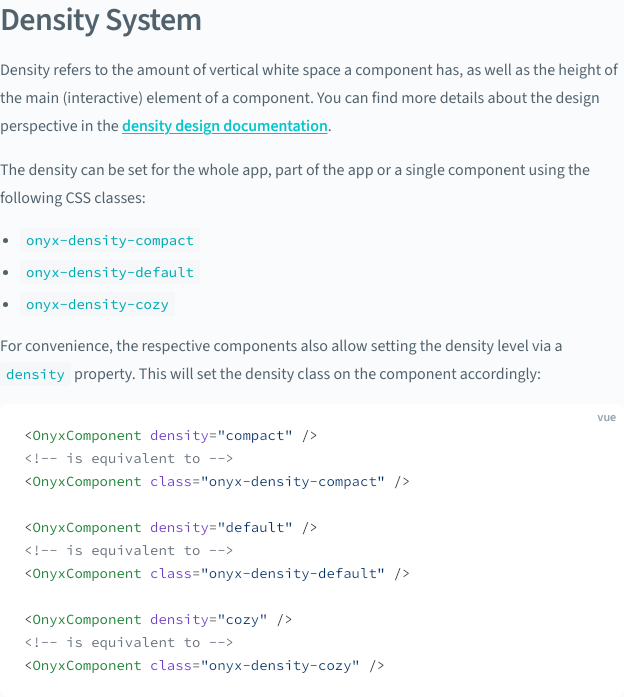 Density System
Density refers to the amount of vertical white space a component has, as well as the height of
the main (interactive) element of a component. You can find more details about the design
perspective in the density design documentation.
The density can be set for the whole app, part of the app or a single component using the
following CSS classes:
• onyx-density-compact
• onyx-density-default
• onyx-density-cozy
For convenience, the respective components also allow setting the density level via a
density property. This will set the density class on the component accordingly:
vue
<OnyxComponent density="compact" />
<!-- is equivalent to -->
<OnyxComponent class="onyx-density-compact" />

<OnyxComponent density="default" />
<!-- is equivalent to -->
<OnyxComponent class="onyx-density-default" />

<OnyxComponent density="cozy" />
<!-- is equivalent to -->
<OnyxComponent class="onyx-density-cozy" />